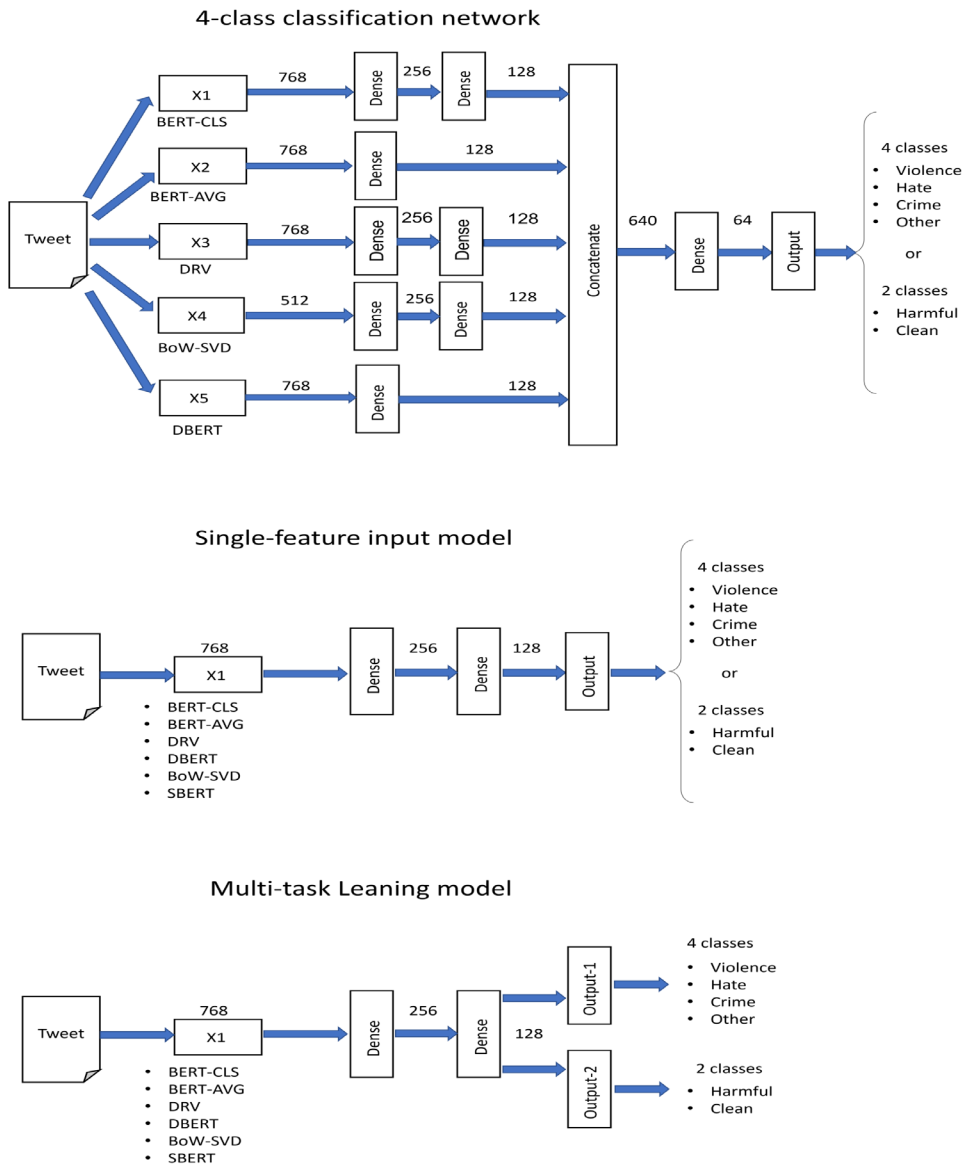 4-class classification network
768
256
128
X1
Dense
Dense
BERT-CLS
768
128
X2
Dense
BERT-AVG
Tweet
768
256
128
X3
Dense
Dense
DRV
512
256
128
X4
Dense
Dense
BoW-SVD
768
128
X5
Dense
DBERT
Concatenate
640
Dense
64
Output
4 classes
• Violence
• Hate
• Crime
• Other
or
2 classes
• Harmful
• Clean
Single-feature input model
Tweet
768
X1
• BERT-CLS
• BERT-AVG
• DRV
• DBERT
• BoW-SVD
• SBERT
Dense
256
Dense
128
Output
4 classes
• Violence
• Hate
• Crime
• Other
or
2 classes
• Harmful
• Clean
Multi-task Leaning model
Tweet
768
X1
• BERT-CLS
• BERT-AVG
• DRV
• DBERT
• BoW-SVD
• SBERT
Dense
256
Dense
128
Output-1
4 classes
• Violence
• Hate
• Crime
• Other
Output-2
2 classes
• Harmful
• Clean